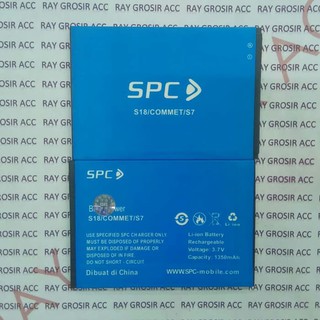 RAY GROSIR ACC RAY GROSIR ACC RAY GROSIR ACC
SPC
S18/COMMET/S7
SPC
S18/COMMET/S7
USE SPECIFIED SPC CHARGER ONLY
MUST BE DISPOSED OF PROPERLY
MAY EXPLODED IF DAMAGE OR
DISPOSED OF IN FIRE
DO NOT SHORT - CIRCUIT
Dibuat di China
Li-ion Battery
Rechargeable
Voltage: 3.7V
Capacity: 1350mAh
www.SPC-mobile.com